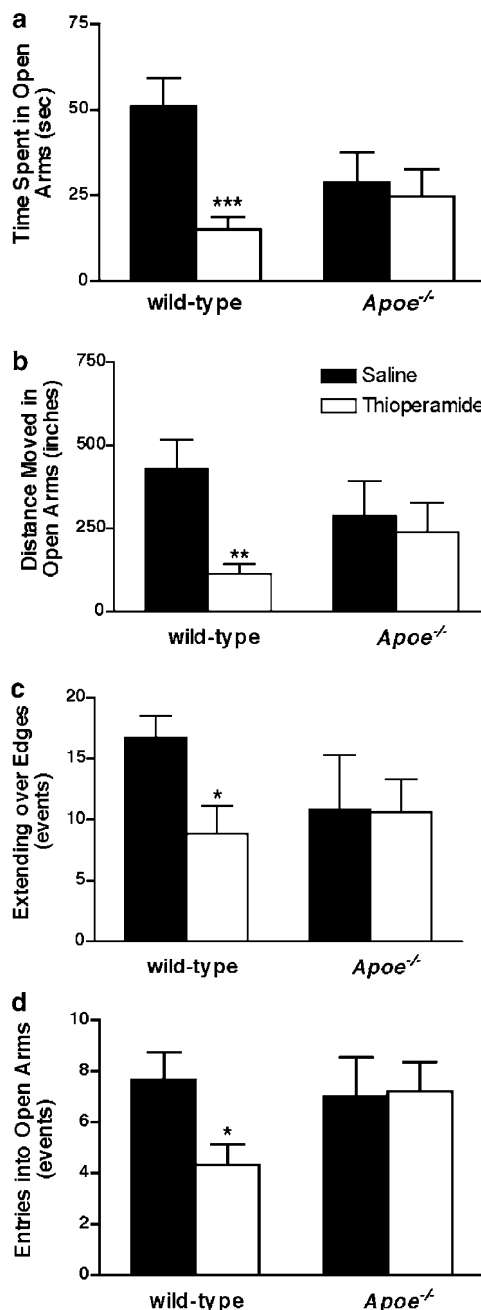 a
Time Spent in Open
Arms (sec)
75
50
25
0
***
wild-type
Apoe-/-
b
Distance Moved in
Open Arms (inches)
750
500
250
0
Saline
Thioperamide
**
wild-type
Apoe-/-
c
Extending over Edges
(events)
20
15
10
5
0
*
wild-type
Apoe-/-
d
Entries into Open Arms
(events)
10
8
6
4
2
0
*
wild-type
Apoe-/-